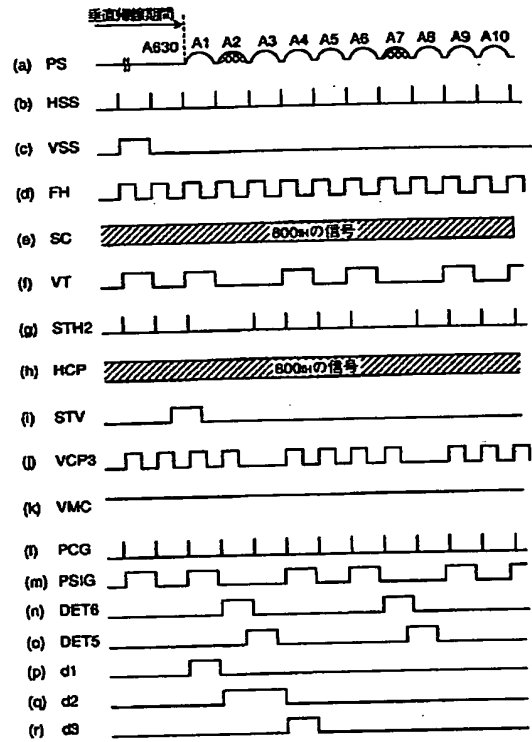 垂直帰線期間
A630 A1 A2 A3 A4 A5 A6 A7 A8 A9 A10
(a) PS
(b) HSS
(c) VSS
(d) FH
(e) SC 800fHの信号
(f) VT
(g) STH2
(h) HCP 800fHの信号
(i) STV
(j) VCP3
(k) VMC
(l) PCG
(m) PSIG
(n) DET6
(o) DET5
(p) d1
(q) d2
(r) d3